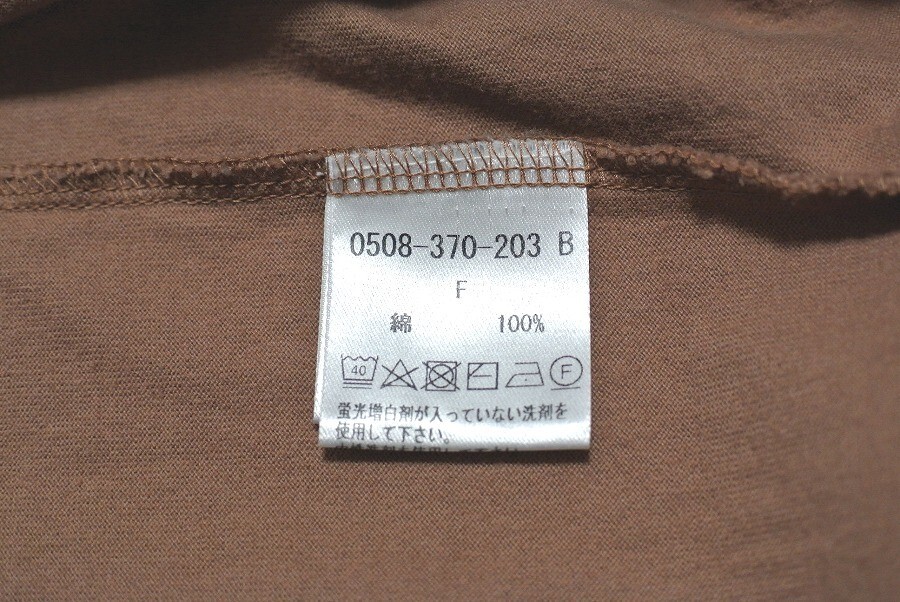 0508-370-203 B
F
綿 100%
40 F
蛍光増白剤が入っていない洗剤を
使用して下さい。